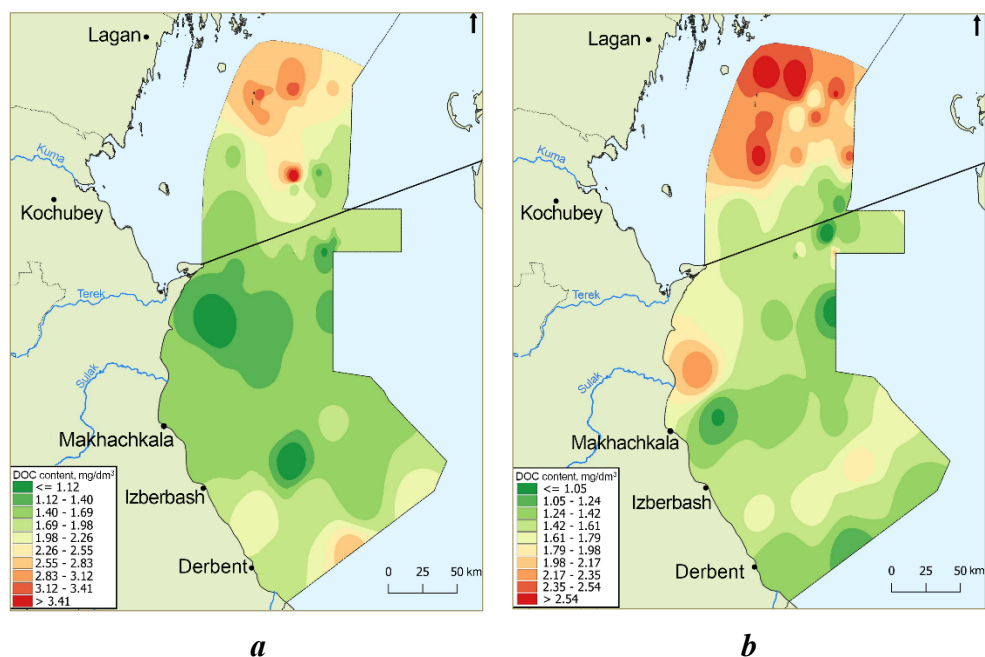 Lagan
Kuma
Kochubey
Terek
Sulak
Makhachkala
DOC content, mg/dm³
<= 1.12
1.12 - 1.40
1.40 - 1.69
1.69 - 1.98
1.98 - 2.26
2.26 - 2.55
2.55 - 2.83
2.83 - 3.12
3.12 - 3.41
> 3.41
Izberbash
Derbent
0 25 50 km
a
Lagan
Kuma
Kochubey
Terek
Sulak
Makhachkala
DOC content, mg/dm³
<= 1.05
1.05 - 1.24
1.24 - 1.42
1.42 - 1.61
1.61 - 1.79
1.79 - 1.98
1.98 - 2.17
2.17 - 2.35
2.35 - 2.54
> 2.54
Izberbash
Derbent
0 25 50 km
b